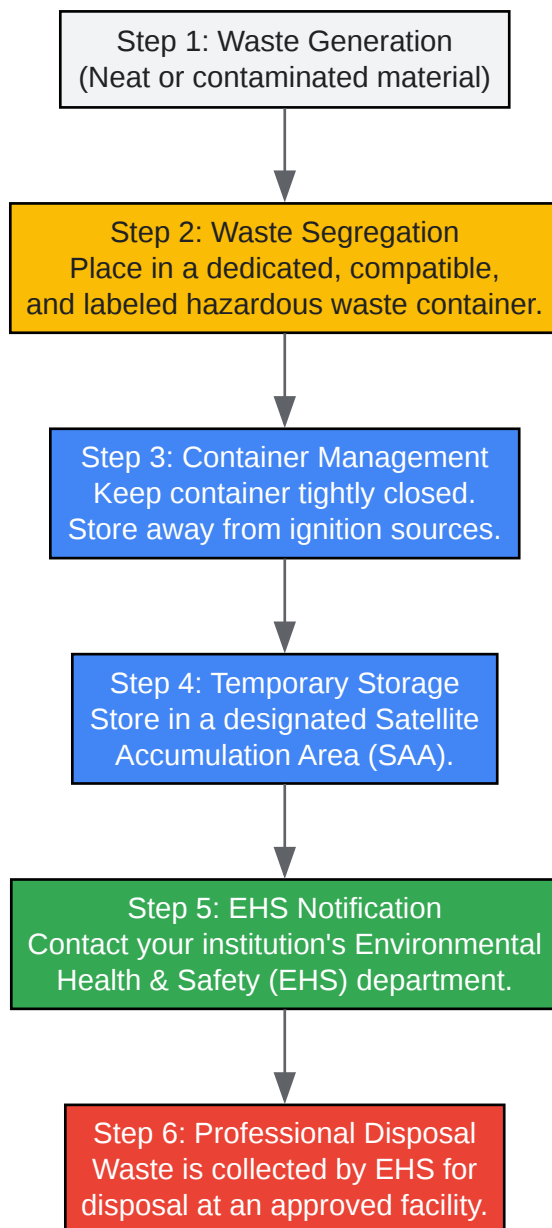 Step 1: Waste Generation
(Neat or contaminated material)
Step 2: Waste Segregation
Place in a dedicated, compatible,
and labeled hazardous waste container.
Step 3: Container Management
Keep container tightly closed.
Store away from ignition sources.
Step 4: Temporary Storage
Store in a designated Satellite
Accumulation Area (SAA).
Step 5: EHS Notification
Contact your institution's Environmental
Health & Safety (EHS) department.
Step 6: Professional Disposal
Waste is collected by EHS for
disposal at an approved facility.